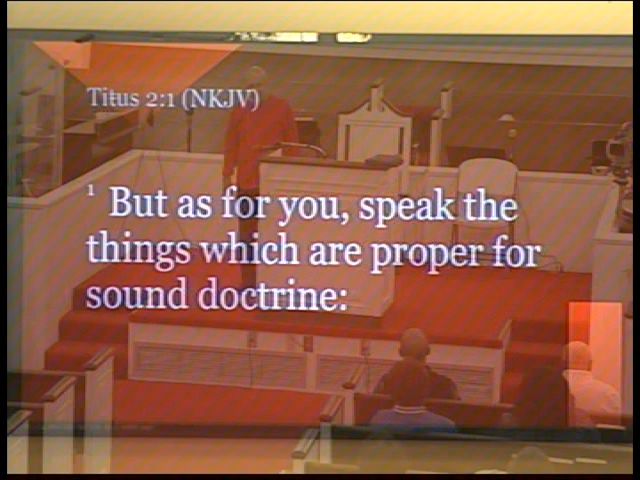 Titus 2:1 (NKJV)
1 But as for you, speak the
things which are proper for
sound doctrine: